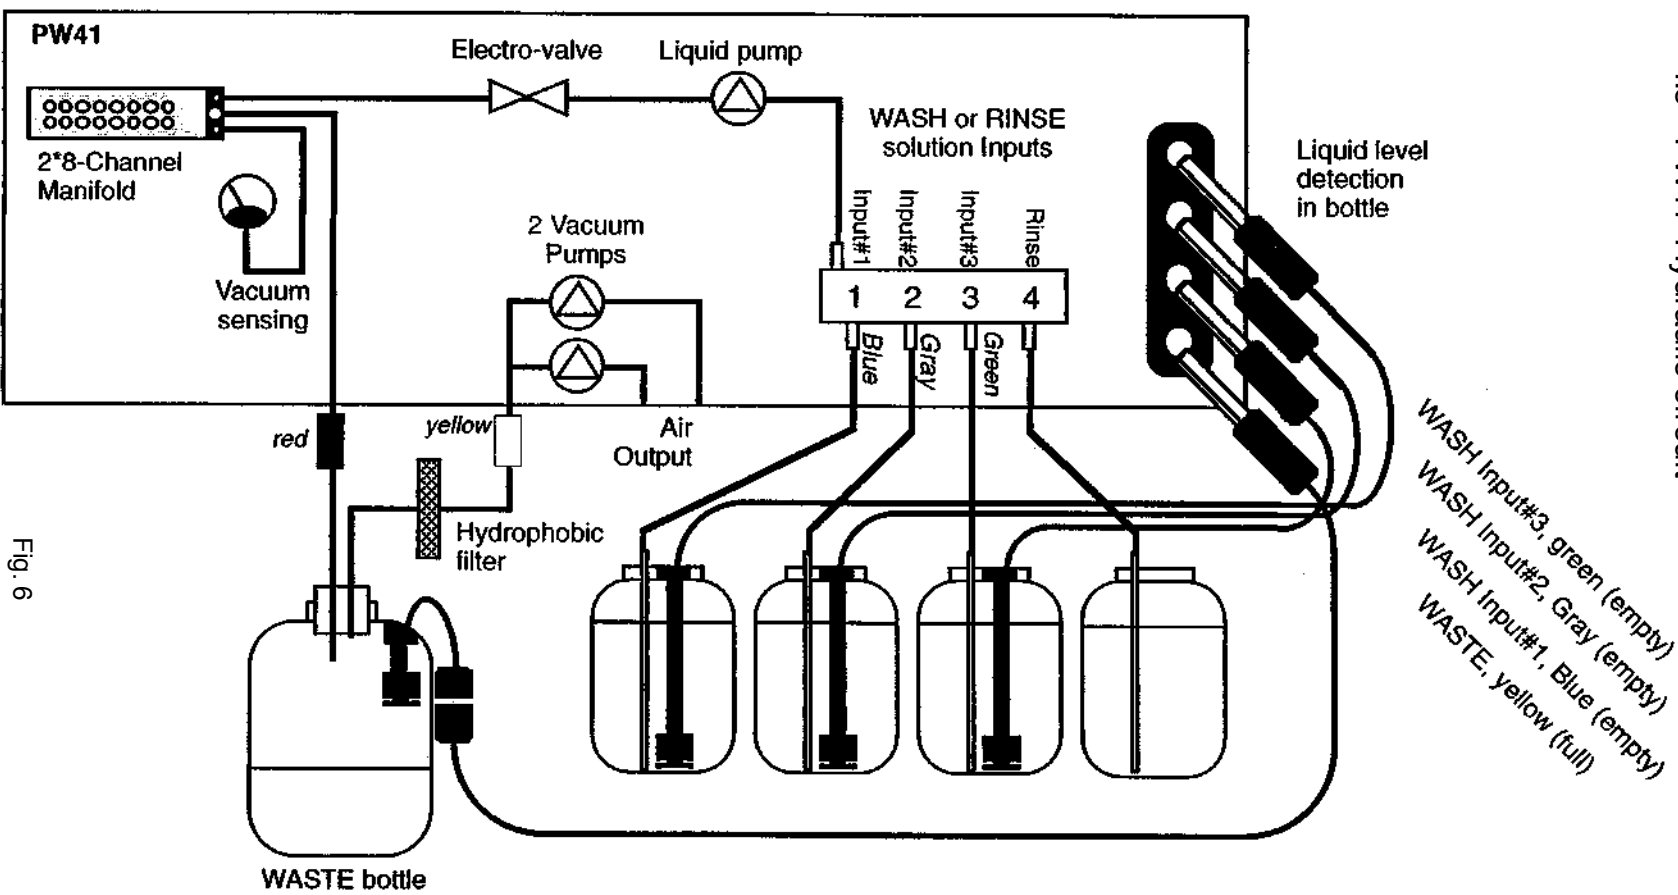 PW41
Electro-valve
Liquid pump
WASH or RINSE
solution Inputs
Liquid level
detection
in bottle
2*8-Channel
Manifold
Vacuum
sensing
2 Vacuum
Pumps
Input#1
Input#2
Input#3
Rinse
1 2 3 4
Blue
Gray
Green
red
yellow
Air
Output
Hydrophobic
filter
WASH Input#3, green (empty)
WASH Input#2, Gray (empty)
WASH Input#1, Blue (empty)
WASTE, yellow (full)
Fig. 6
WASTE bottle